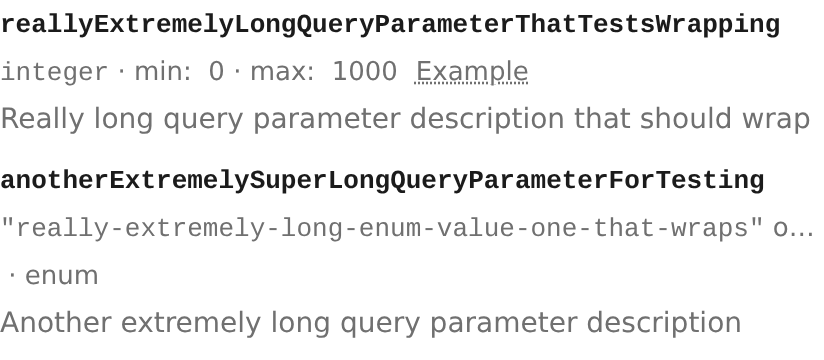 reallyExtremelyLongQueryParameterThatTestsWrapping
integer · min: 0 · max: 1000 Example
Really long query parameter description that should wrap
anotherExtremelySuperLongQueryParameterForTesting
"really-extremely-long-enum-value-one-that-wraps" o…
· enum
Another extremely long query parameter description